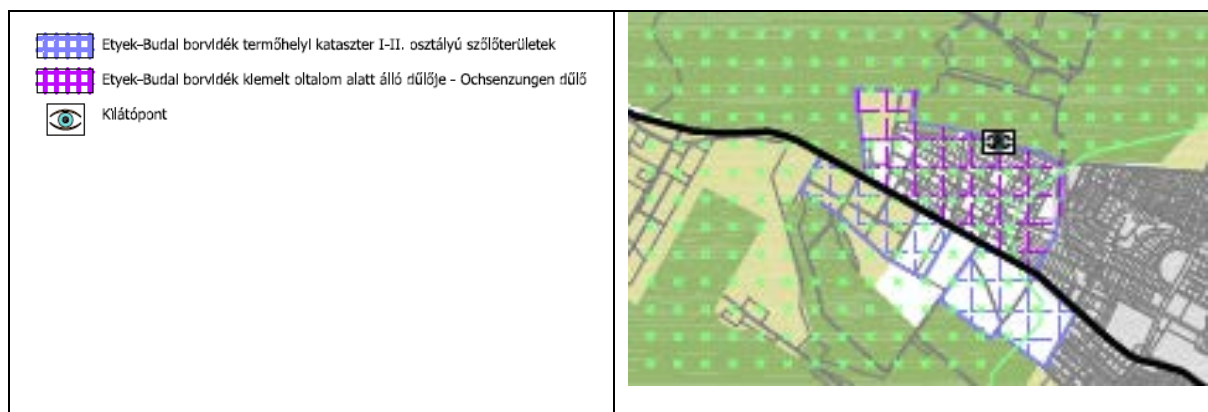 Etyek-Budai borvidék termőhelyi kataszter I-II. osztályú szőlőterületek
Etyek-Budai borvidék kiemelt oltalom alatt álló dűlője - Ochsenzungen dűlő
Kilátópont